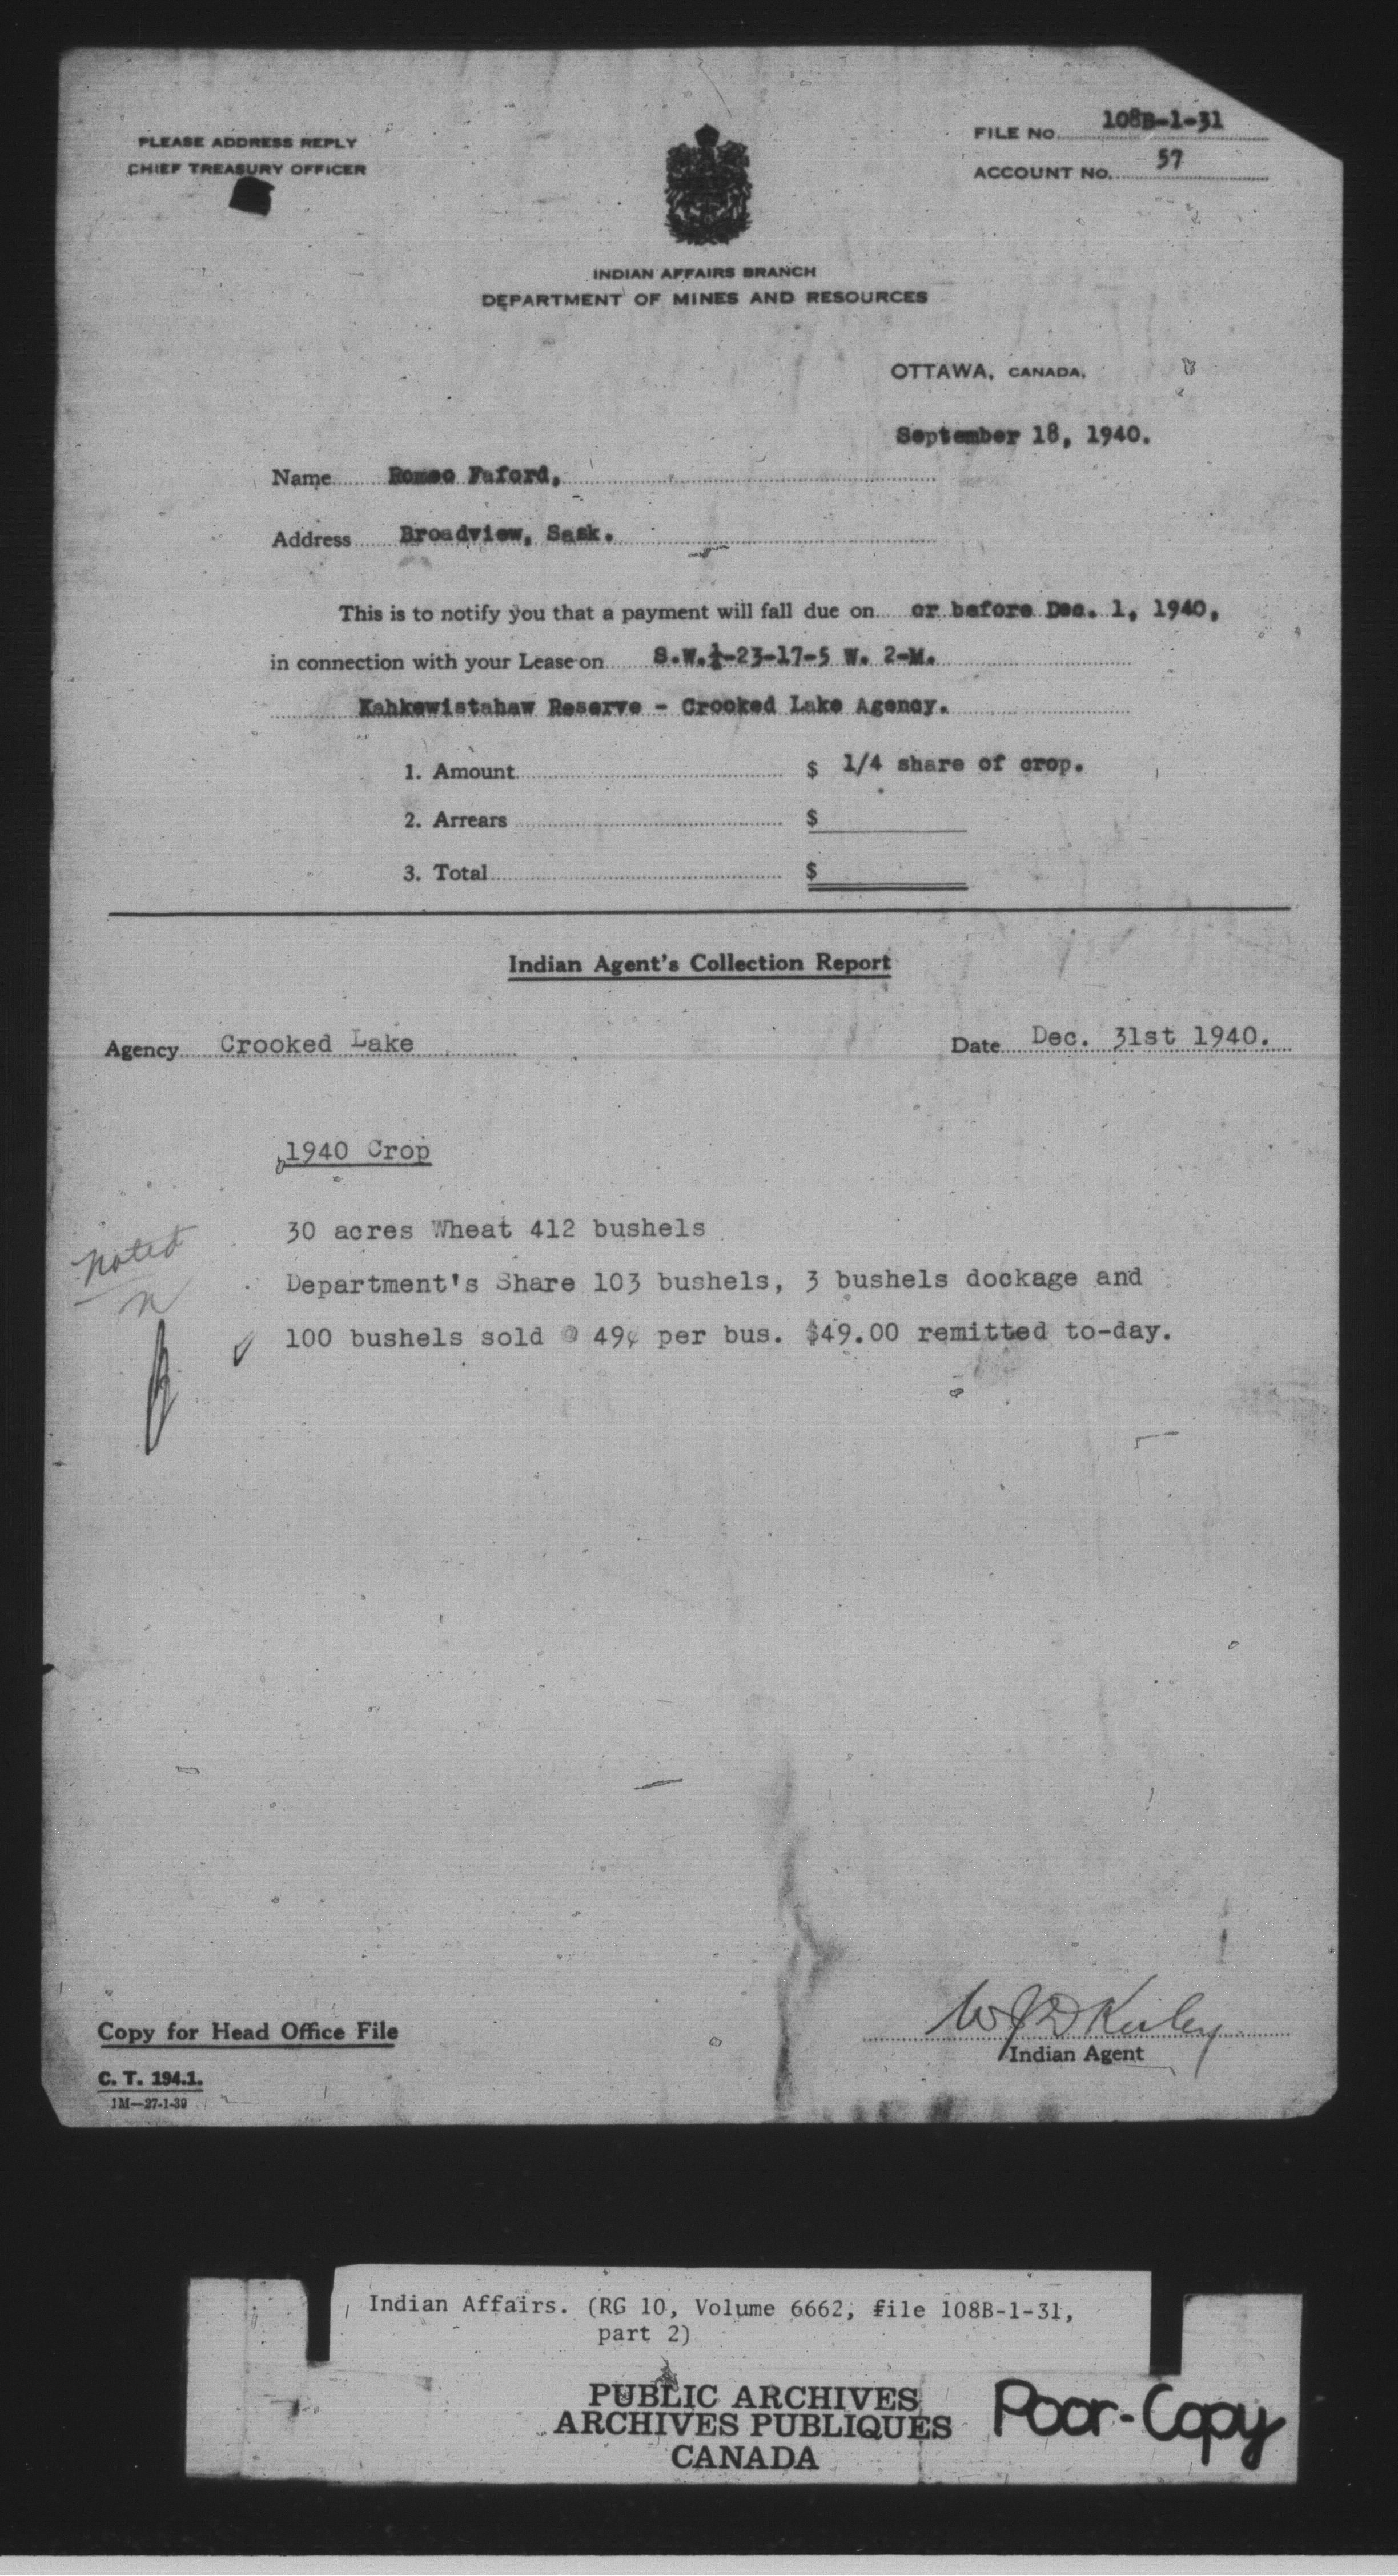 PLEASE ADDRESS REPLY
CHIEF TREASURY OFFICER
FILE No. 108B-1-31
ACCOUNT No. 57
INDIAN AFFAIRS BRANCH
DEPARTMENT OF MINES AND RESOURCES
OTTAWA, CANADA,
September 18, 1940.
Name Romeo Faford,
Address Broadview, Sask.
This is to notify you that a payment will fall due on or before Dec. 1, 1940,
in connection with your Lease on S.W.¼-23-17-5 W. 2-M.
Kahkewistahaw Reserve - Crooked Lake Agency.
1. Amount $ 1/4 share of crop.
2. Arrears $
3. Total $
Indian Agent's Collection Report
Agency Crooked Lake Date Dec. 31st 1940.
1940 Crop
30 acres Wheat 412 bushels
Noted
Department's Share 103 bushels, 3 bushels dockage and
100 bushels sold @ 49¢ per bus. $49.00 remitted to-day.
Copy for Head Office File
W J D Kerley
Indian Agent
C. T. 194.1.
1M—27-1-39
Indian Affairs. (RG 10, Volume 6662, file 108B-1-31,
part 2)
PUBLIC ARCHIVES
ARCHIVES PUBLIQUES
CANADA
Poor-Copy